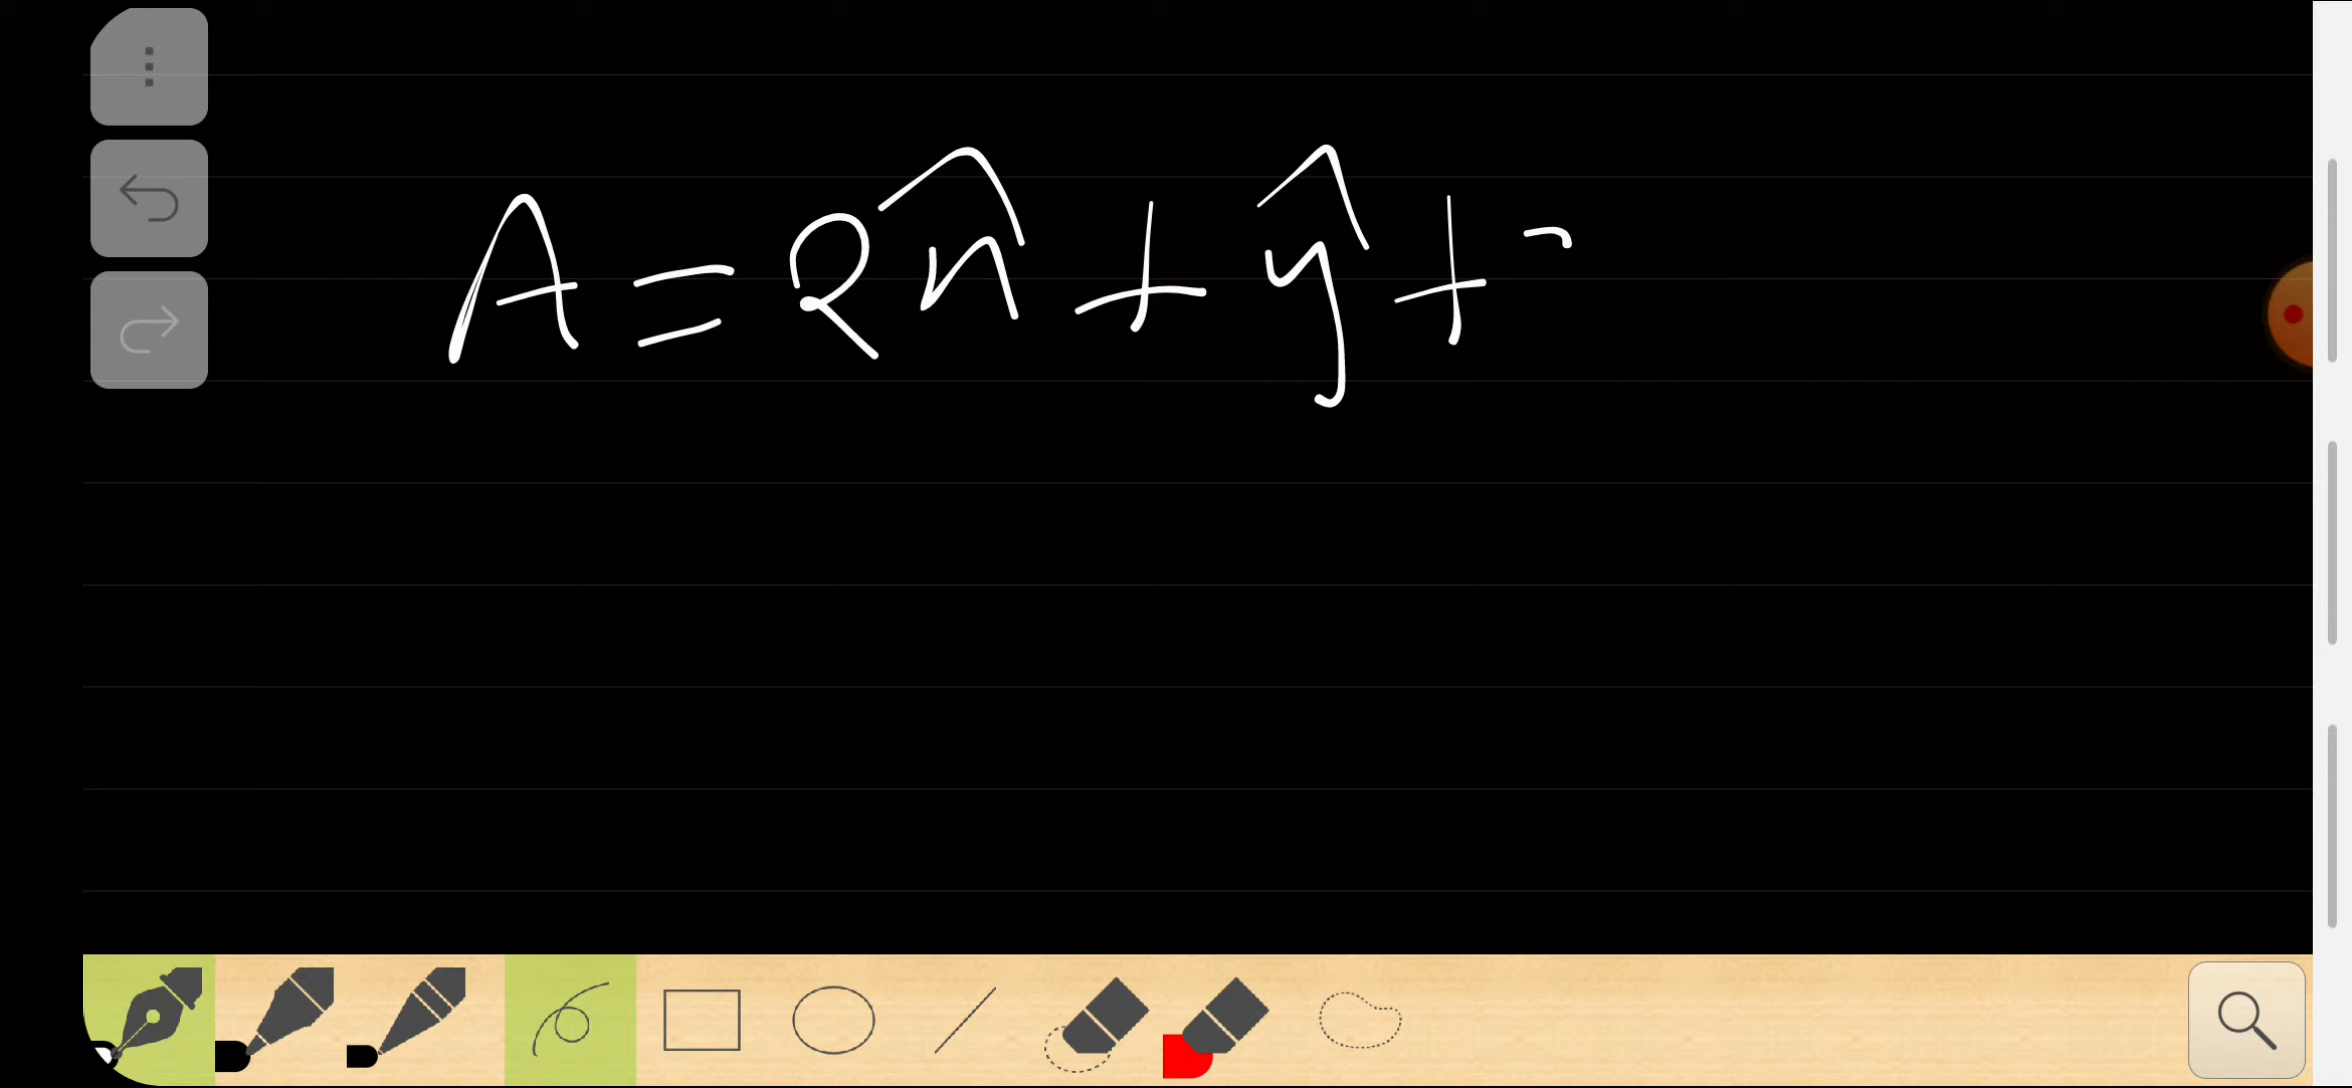 A = 2x̂ + ŷ +